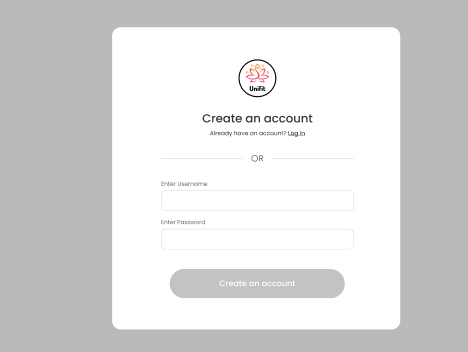 Unifit
Create an account
Already have an account? Log in
OR
Enter Username
Enter Password
Create an account